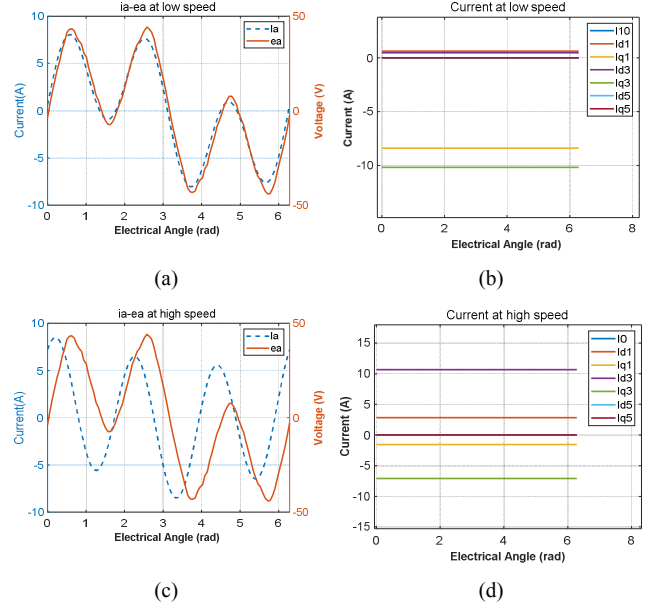 ia-ea at low speed
10
5
0
-5
-10
Current(A)
50
0
-50
Voltage (V)
Ia
ea
0 1 2 3 4 5 6
Electrical Angle (rad)
(a)
Current at low speed
0
-5
-10
Current (A)
I10
Id1
Iq1
Id3
Iq3
Id5
Iq5
0 2 4 6 8
Electrical Angle (rad)
(b)
ia-ea at high speed
10
5
0
-5
-10
Current(A)
50
0
-50
Voltage (V)
Ia
ea
0 1 2 3 4 5 6
Electrical Angle (rad)
(c)
Current at high speed
15
10
5
0
-5
-10
-15
Current (A)
I0
Id1
Iq1
Id3
Iq3
Id5
Iq5
0 2 4 6 8
Electrical Angle (rad)
(d)